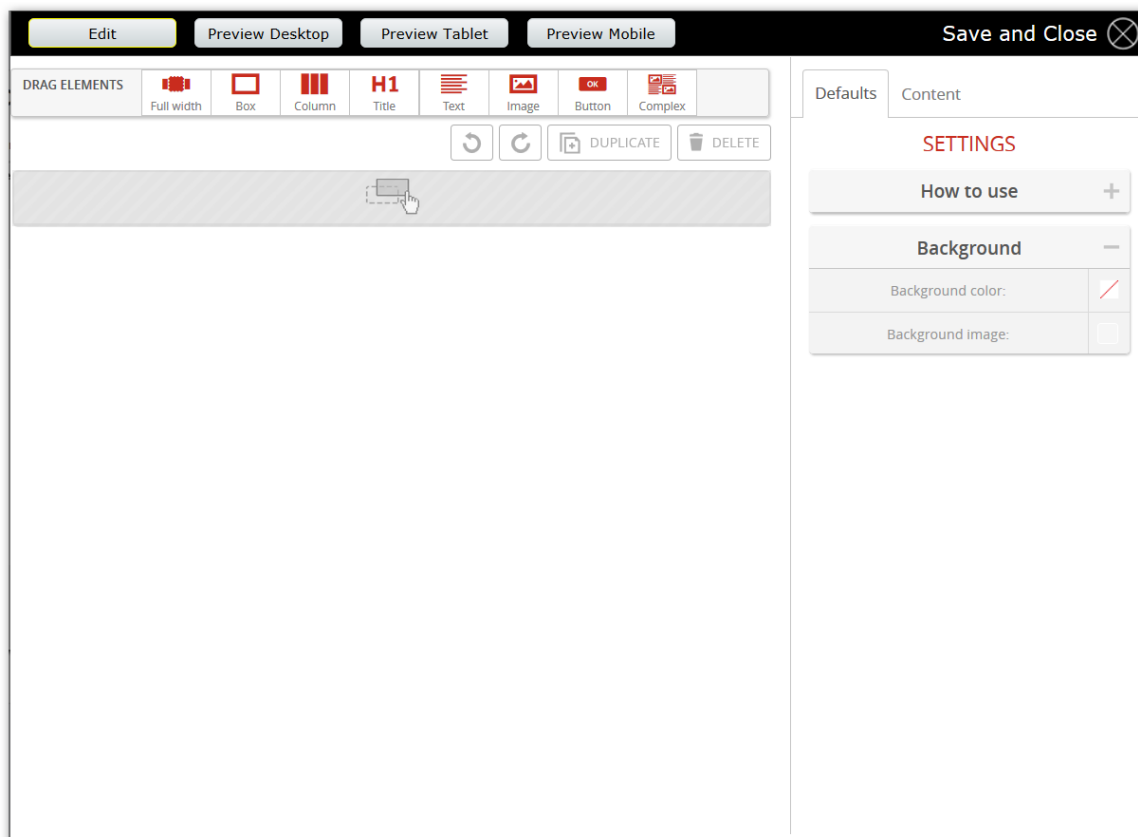 Edit Preview Desktop Preview Tablet Preview Mobile Save and Close
DRAG ELEMENTS
H1
OK
Full width Box Column Title Text Image Button Complex
DUPLICATE DELETE
Defaults Content
SETTINGS
How to use
Background
Background color:
Background image: